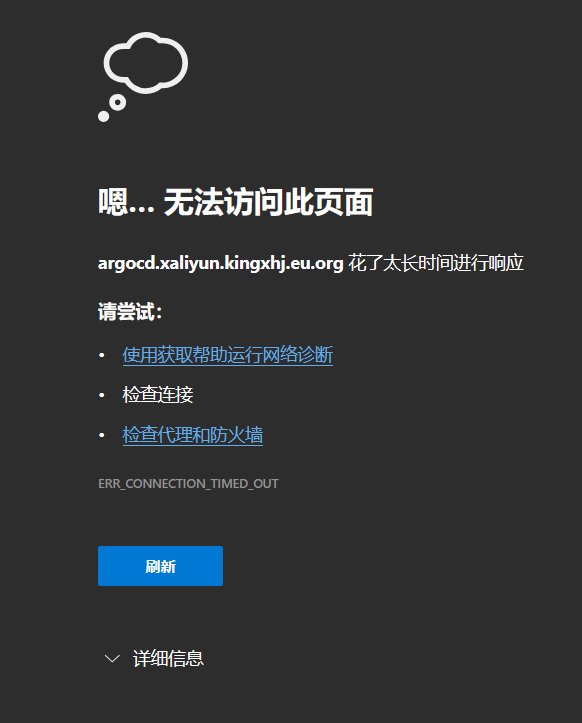 嗯… 无法访问此页面
argocd.xaliyun.kingxhj.eu.org 花了太长时间进行响应
请尝试：
• 使用获取帮助运行网络诊断
• 检查连接
• 检查代理和防火墙
ERR_CONNECTION_TIMED_OUT
刷新
详细信息